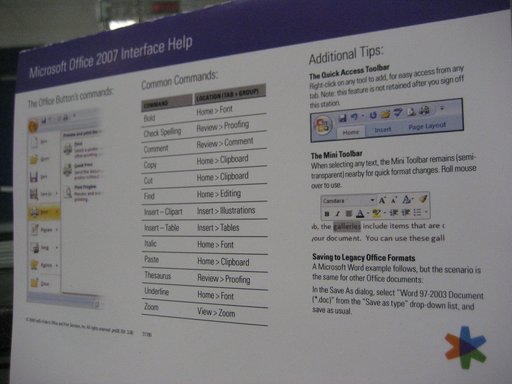 Microsoft Office 2007 Interface Help
The Office Button's commands:
Common Commands:
COMMAND LOCATION (TAB > GROUP)
Bold Home > Font
Check Spelling Review > Proofing
Comment Review > Comment
Copy Home > Clipboard
Cut Home > Clipboard
Find Home > Editing
Insert – Clipart Insert > Illustrations
Insert – Table Insert > Tables
Italic Home > Font
Paste Home > Clipboard
Thesaurus Review > Proofing
Underline Home > Font
Zoom View > Zoom
Additional Tips:
The Quick Access Toolbar
Right-click on any tool to add, for easy access from any
tab. Note: this feature is not retained after you sign off
this station.
Home Insert Page Layout
The Mini Toolbar
When selecting any text, the Mini Toolbar remains (semi-
transparent) nearby for quick format changes. Roll mouse
over to use.
Candara
b, the galleries include items that are
your document. You can use these gall
Saving to Legacy Office Formats
A Microsoft Word example follows, but the scenario is
the same for other Office documents:
In the Save As dialog, select "Word 97-2003 Document
(*.doc)" from the "Save as type" drop-down list, and
save as usual.